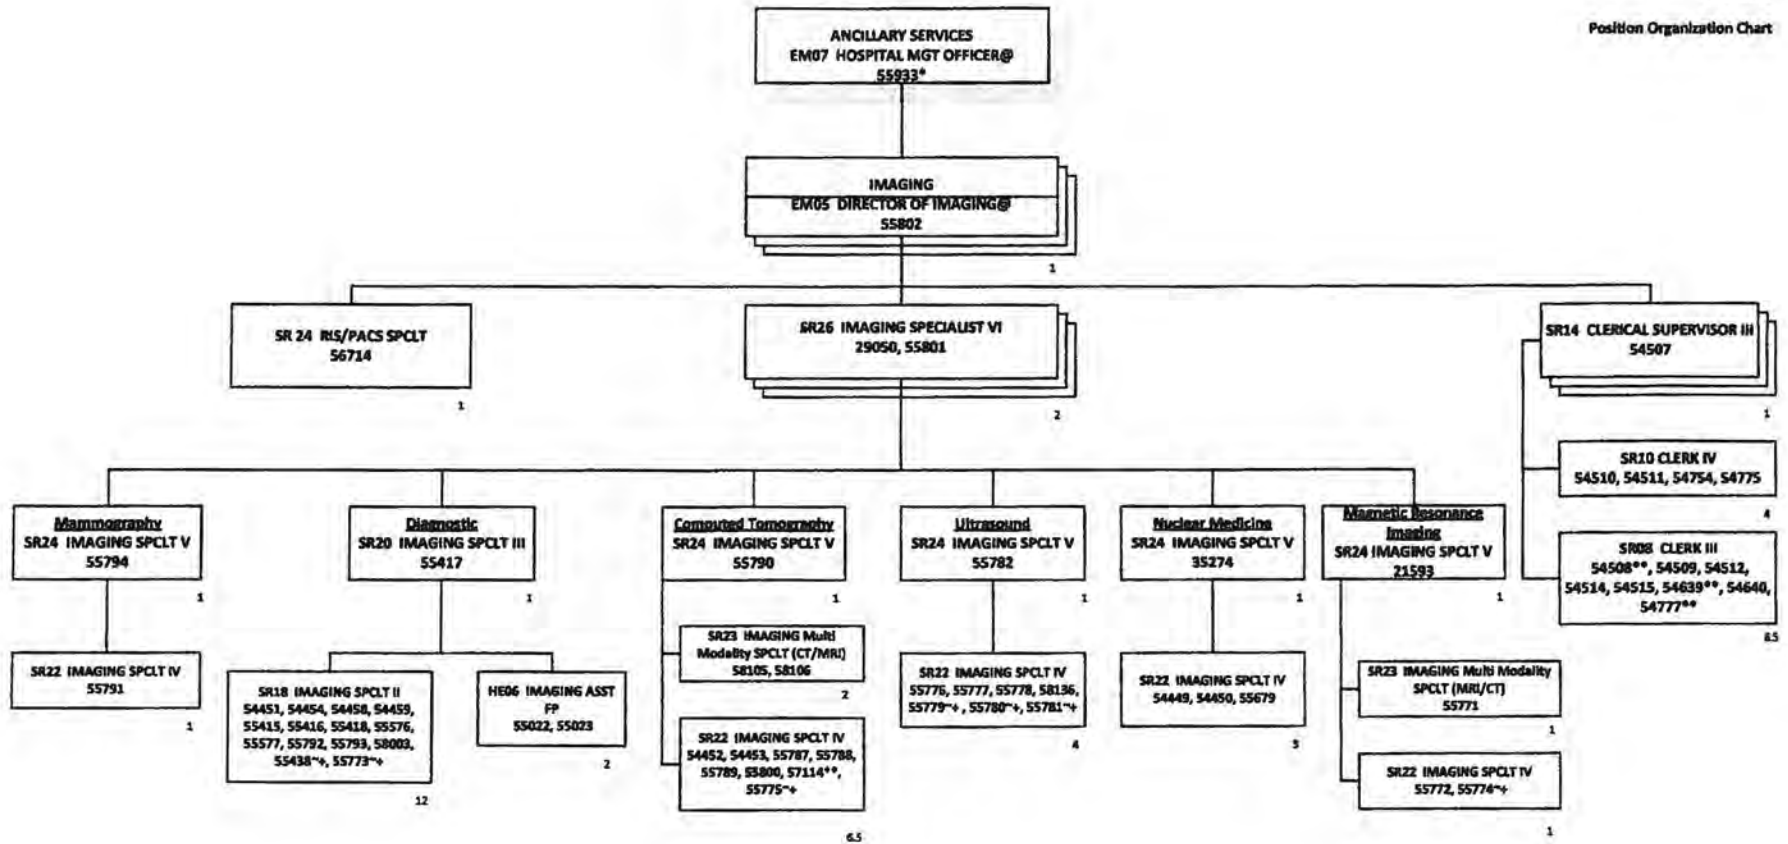 Position Organization Chart
ANCILLARY SERVICES
EM07 HOSPITAL MGT OFFICER@
55933*
IMAGING
EM05 DIRECTOR OF IMAGING@
55802
1
SR 24 RIS/PACS SPCLT
56714
1
SR26 IMAGING SPECIALIST VI
29050, 55801
2
SR14 CLERICAL SUPERVISOR III
54507
1
SR10 CLERK IV
54510, 54511, 54754, 54775
4
SR08 CLERK III
54508**, 54509, 54512,
54514, 54515, 54639**, 54640,
54777**
6.5
Mammography
SR24 IMAGING SPCLT V
55794
1
SR22 IMAGING SPCLT IV
55791
1
Diagnostic
SR20 IMAGING SPCLT III
55417
1
SR18 IMAGING SPCLT II
54451, 54454, 54458, 54459,
55415, 55416, 55418, 55576,
55577, 55792, 55793, 58003,
55438~+, 55773~+
12
HE06 IMAGING ASST
FP
55022, 55023
2
Computed Tomography
SR24 IMAGING SPCLT V
55790
1
SR23 IMAGING Multi
Modality SPCLT (CT/MRI)
58105, 58106
2
SR22 IMAGING SPCLT IV
54452, 54453, 55787, 55788,
55789, 55800, 57114**,
55775~+
6.5
Ultrasound
SR24 IMAGING SPCLT V
55782
1
SR22 IMAGING SPCLT IV
55776, 55777, 55778, 58136,
55779~+ , 55780~+, 55781~+
4
Nuclear Medicine
SR24 IMAGING SPCLT V
35274
1
SR22 IMAGING SPCLT IV
54449, 54450, 55679
3
Magnetic Resonance
Imaging
SR24 IMAGING SPCLT V
21593
1
SR23 IMAGING Multi Modality
SPCLT (MRI/CT)
55771
1
SR22 IMAGING SPCLT IV
55772, 55774~+
1